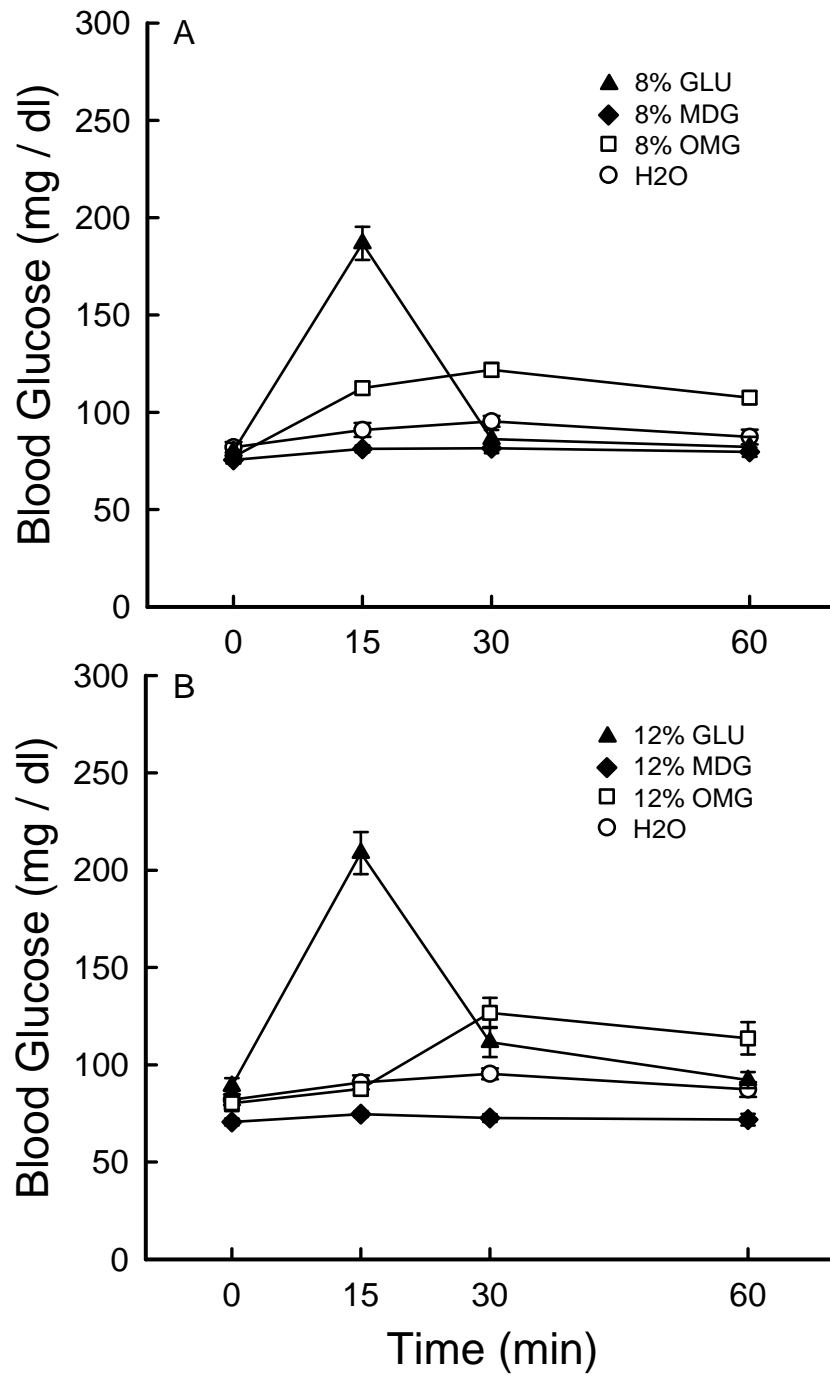 A
Blood Glucose (mg / dl)
300
250
200
150
100
50
0
8% GLU
8% MDG
8% OMG
H2O
0 15 30 60
B
Blood Glucose (mg / dl)
300
250
200
150
100
50
0
12% GLU
12% MDG
12% OMG
H2O
0 15 30 60
Time (min)